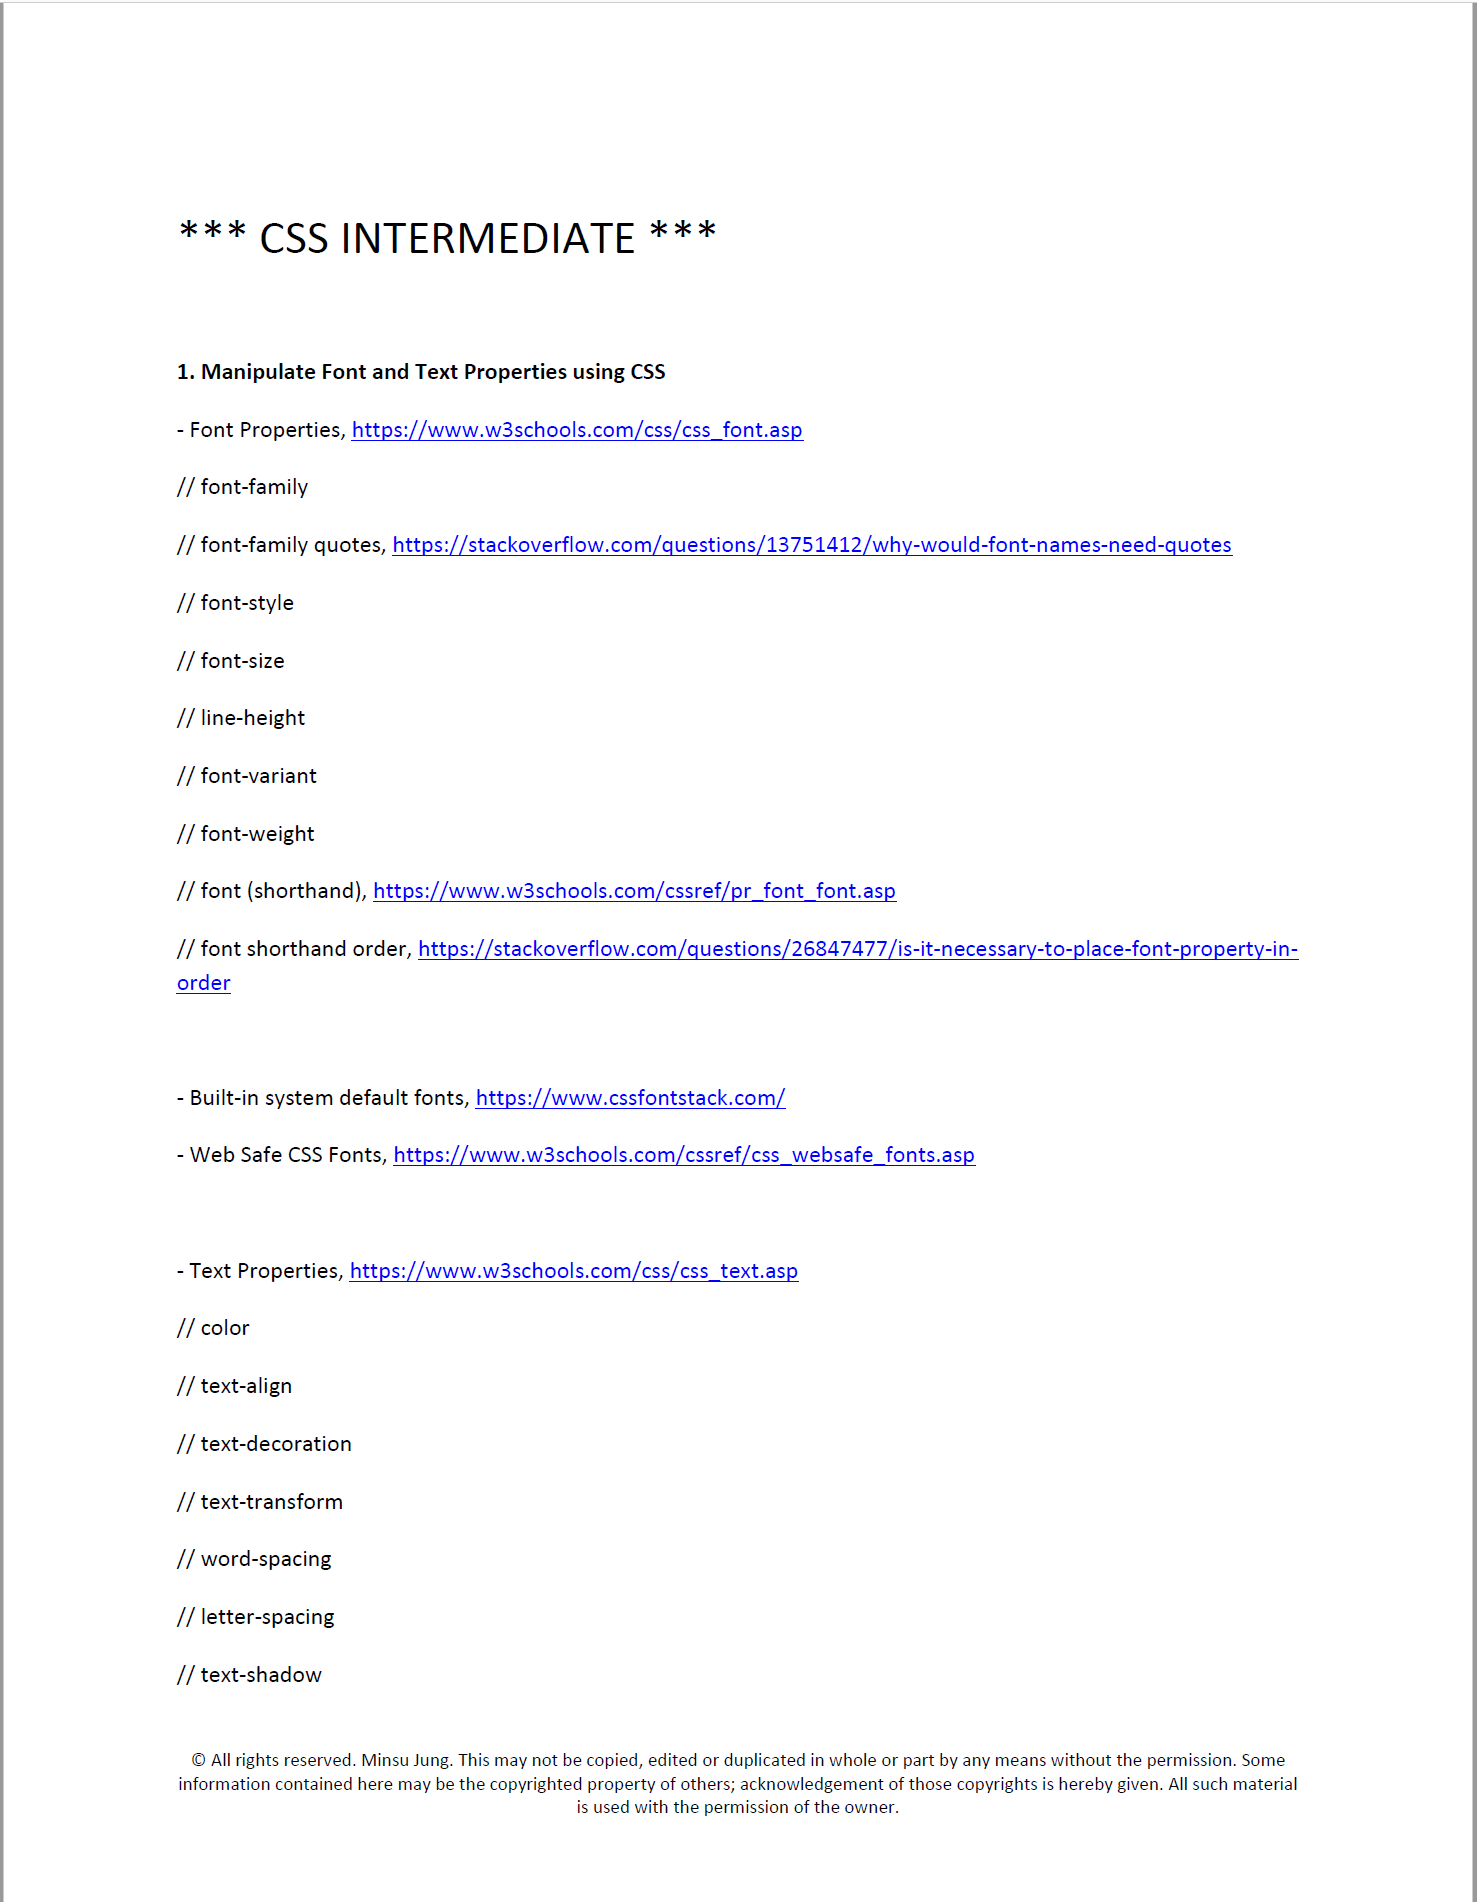 *** CSS INTERMEDIATE ***
1. Manipulate Font and Text Properties using CSS
- Font Properties, https://www.w3schools.com/css/css_font.asp
// font-family
// font-family quotes, https://stackoverflow.com/questions/13751412/why-would-font-names-need-quotes
// font-style
// font-size
// line-height
// font-variant
// font-weight
// font (shorthand), https://www.w3schools.com/cssref/pr_font_font.asp
// font shorthand order, https://stackoverflow.com/questions/26847477/is-it-necessary-to-place-font-property-in-
order
- Built-in system default fonts, https://www.cssfontstack.com/
- Web Safe CSS Fonts, https://www.w3schools.com/cssref/css_websafe_fonts.asp
- Text Properties, https://www.w3schools.com/css/css_text.asp
// color
// text-align
// text-decoration
// text-transform
// word-spacing
// letter-spacing
// text-shadow
© All rights reserved. Minsu Jung. This may not be copied, edited or duplicated in whole or part by any means without the permission. Some
information contained here may be the copyrighted property of others; acknowledgement of those copyrights is hereby given. All such material
is used with the permission of the owner.